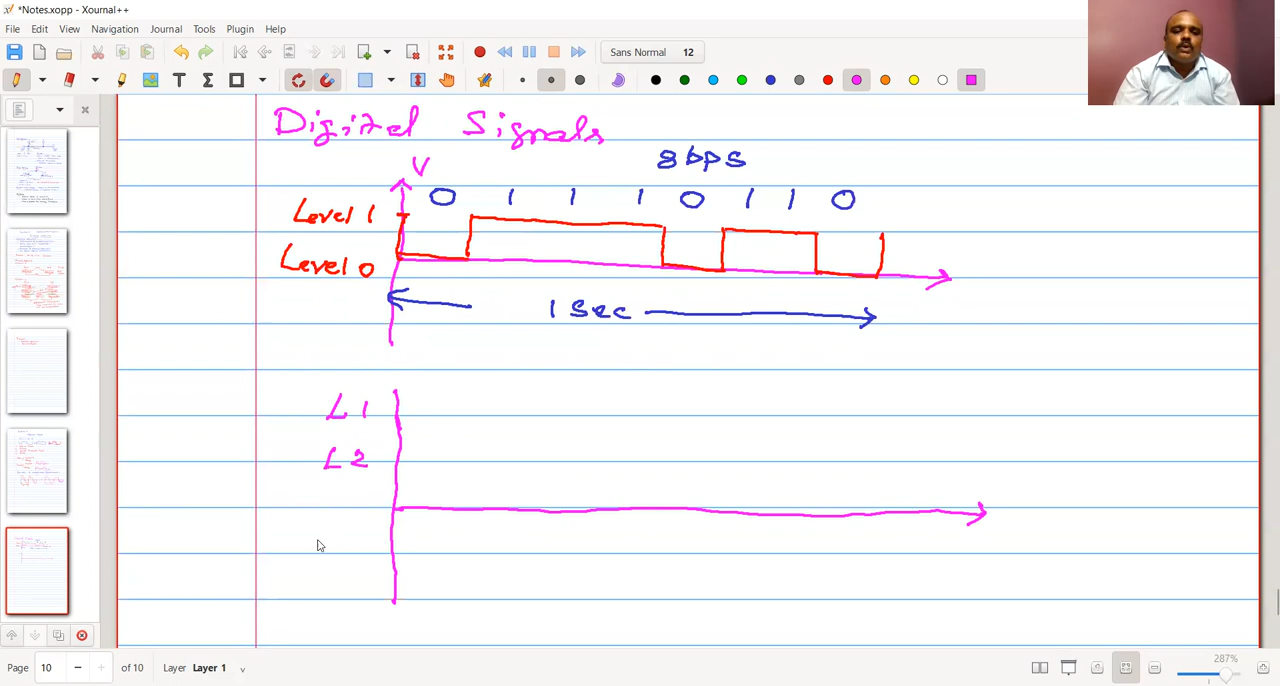 *Notes.xopp - Xournal++
File Edit View Navigation Journal Tools Plugin Help
Sans Normal 12
Digital Signals
V
8bps
0 1 1 1 0 1 1 0
Level 1
Level 0
1 Sec
L 1
L 2
Page 10 of 10 Layer Layer 1 287%